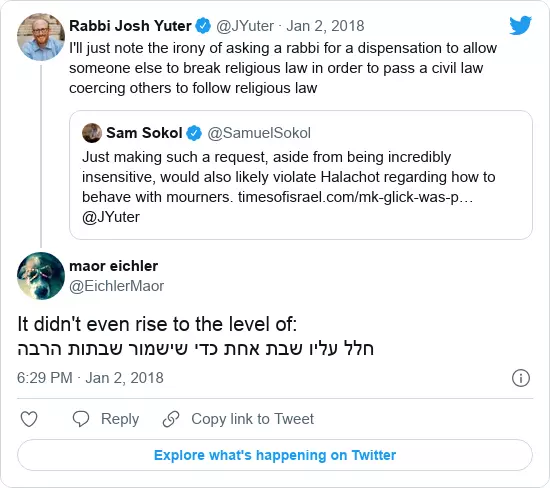 Rabbi Josh Yuter @JYuter · Jan 2, 2018
I'll just note the irony of asking a rabbi for a dispensation to allow
someone else to break religious law in order to pass a civil law
coercing others to follow religious law
Sam Sokol @SamuelSokol
Just making such a request, aside from being incredibly
insensitive, would also likely violate Halachot regarding how to
behave with mourners. timesofisrael.com/mk-glick-was-p…
@JYuter
maor eichler
@EichlerMaor
It didn't even rise to the level of:
חלל עליו שבת אחת כדי שישמור שבתות הרבה
6:29 PM · Jan 2, 2018
Reply
Copy link to Tweet
Explore what's happening on Twitter